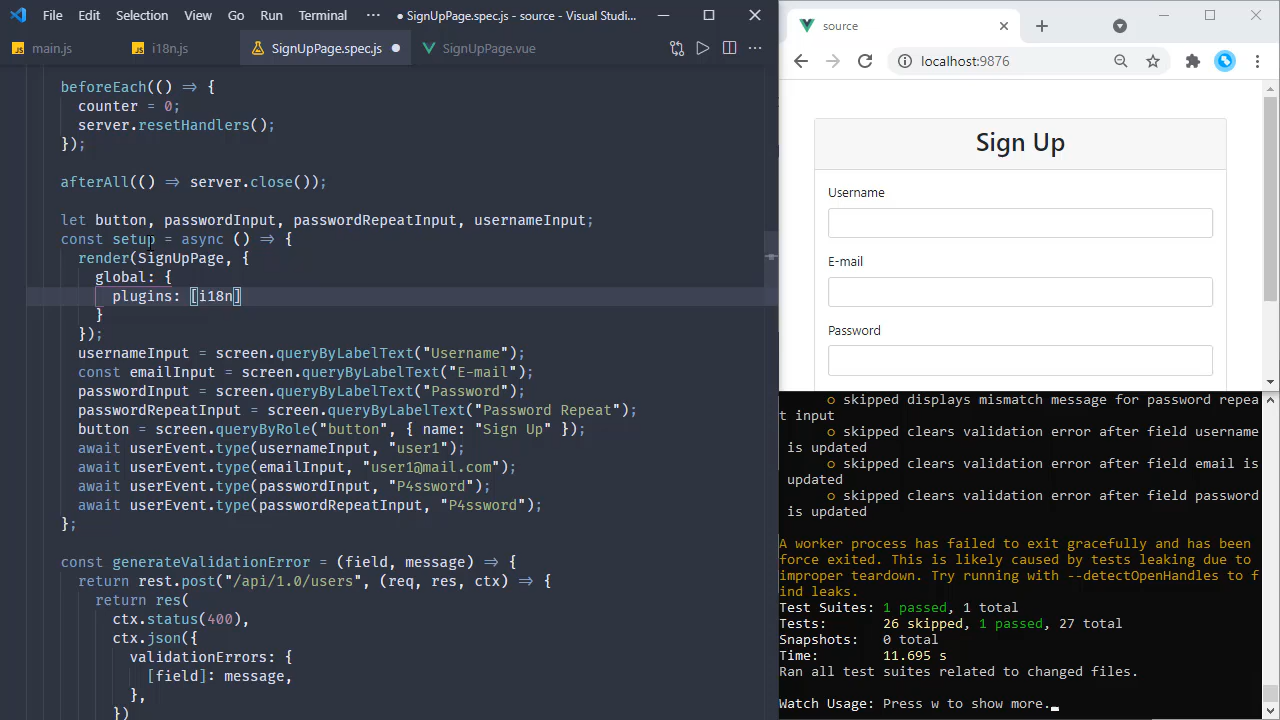 File Edit Selection View Go Run Terminal ··· ● SignUpPage.spec.js - source - Visual Studi...
JS main.js JS i18n.js SignUpPage.spec.js ● SignUpPage.vue ···
beforeEach(() => {
counter = 0;
server.resetHandlers();
});
afterAll(() => server.close());
let button, passwordInput, passwordRepeatInput, usernameInput;
const setup = async () => {
render(SignUpPage, {
global: {
plugins: [i18n]
}
});
usernameInput = screen.queryByLabelText("Username");
const emailInput = screen.queryByLabelText("E-mail");
passwordInput = screen.queryByLabelText("Password");
passwordRepeatInput = screen.queryByLabelText("Password Repeat");
button = screen.queryByRole("button", { name: "Sign Up" });
await userEvent.type(usernameInput, "user1");
await userEvent.type(emailInput, "user1@mail.com");
await userEvent.type(passwordInput, "P4ssword");
await userEvent.type(passwordRepeatInput, "P4ssword");
};
const generateValidationError = (field, message) => {
return rest.post("/api/1.0/users", (req, res, ctx) => {
return res(
ctx.status(400),
ctx.json({
validationErrors: {
[field]: message,
},
})
source
localhost:9876
Sign Up
Username
E-mail
Password
o skipped displays mismatch message for password repea
t input
o skipped clears validation error after field username
is updated
o skipped clears validation error after field email is
updated
o skipped clears validation error after field password
is updated
A worker process has failed to exit gracefully and has been
force exited. This is likely caused by tests leaking due to
improper teardown. Try running with --detectOpenHandles to f
ind leaks.
Test Suites: 1 passed, 1 total
Tests: 26 skipped, 1 passed, 27 total
Snapshots: 0 total
Time: 11.695 s
Ran all test suites related to changed files.
Watch Usage: Press w to show more.